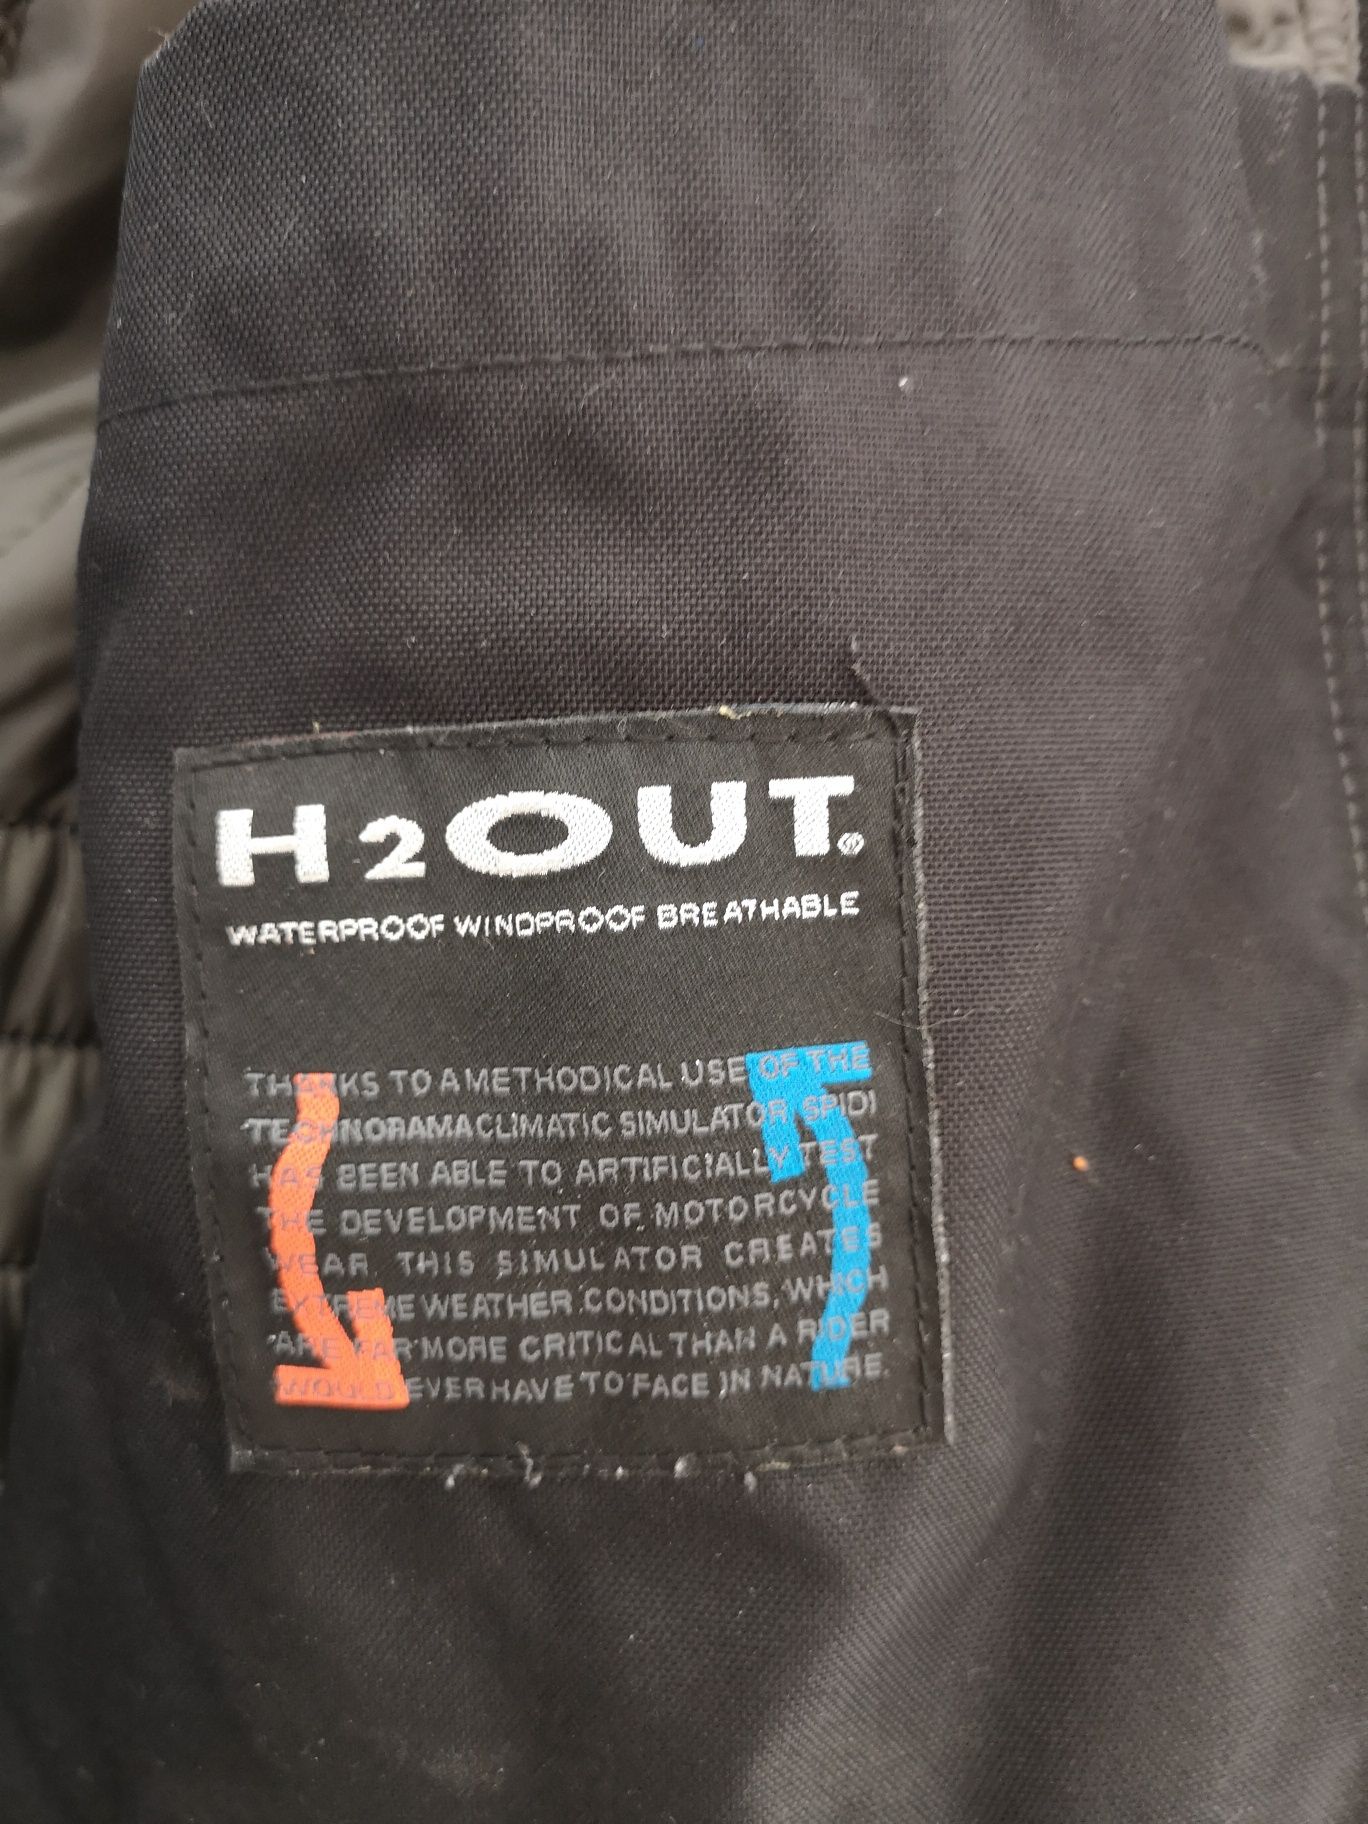 H2OUT®
WATERPROOF WINDPROOF BREATHABLE
THANKS TO A METHODICAL USE OF THE
TECHNORAMA CLIMATIC SIMULATOR SPIDI
HAS BEEN ABLE TO ARTIFICIALLY TEST
THE DEVELOPMENT OF MOTORCYCLE
WEAR. THIS SIMULATOR CREATES
EXTREME WEATHER CONDITIONS, WHICH
ARE FAR MORE CRITICAL THAN A RIDER
WOULD EVER HAVE TO FACE IN NATURE.